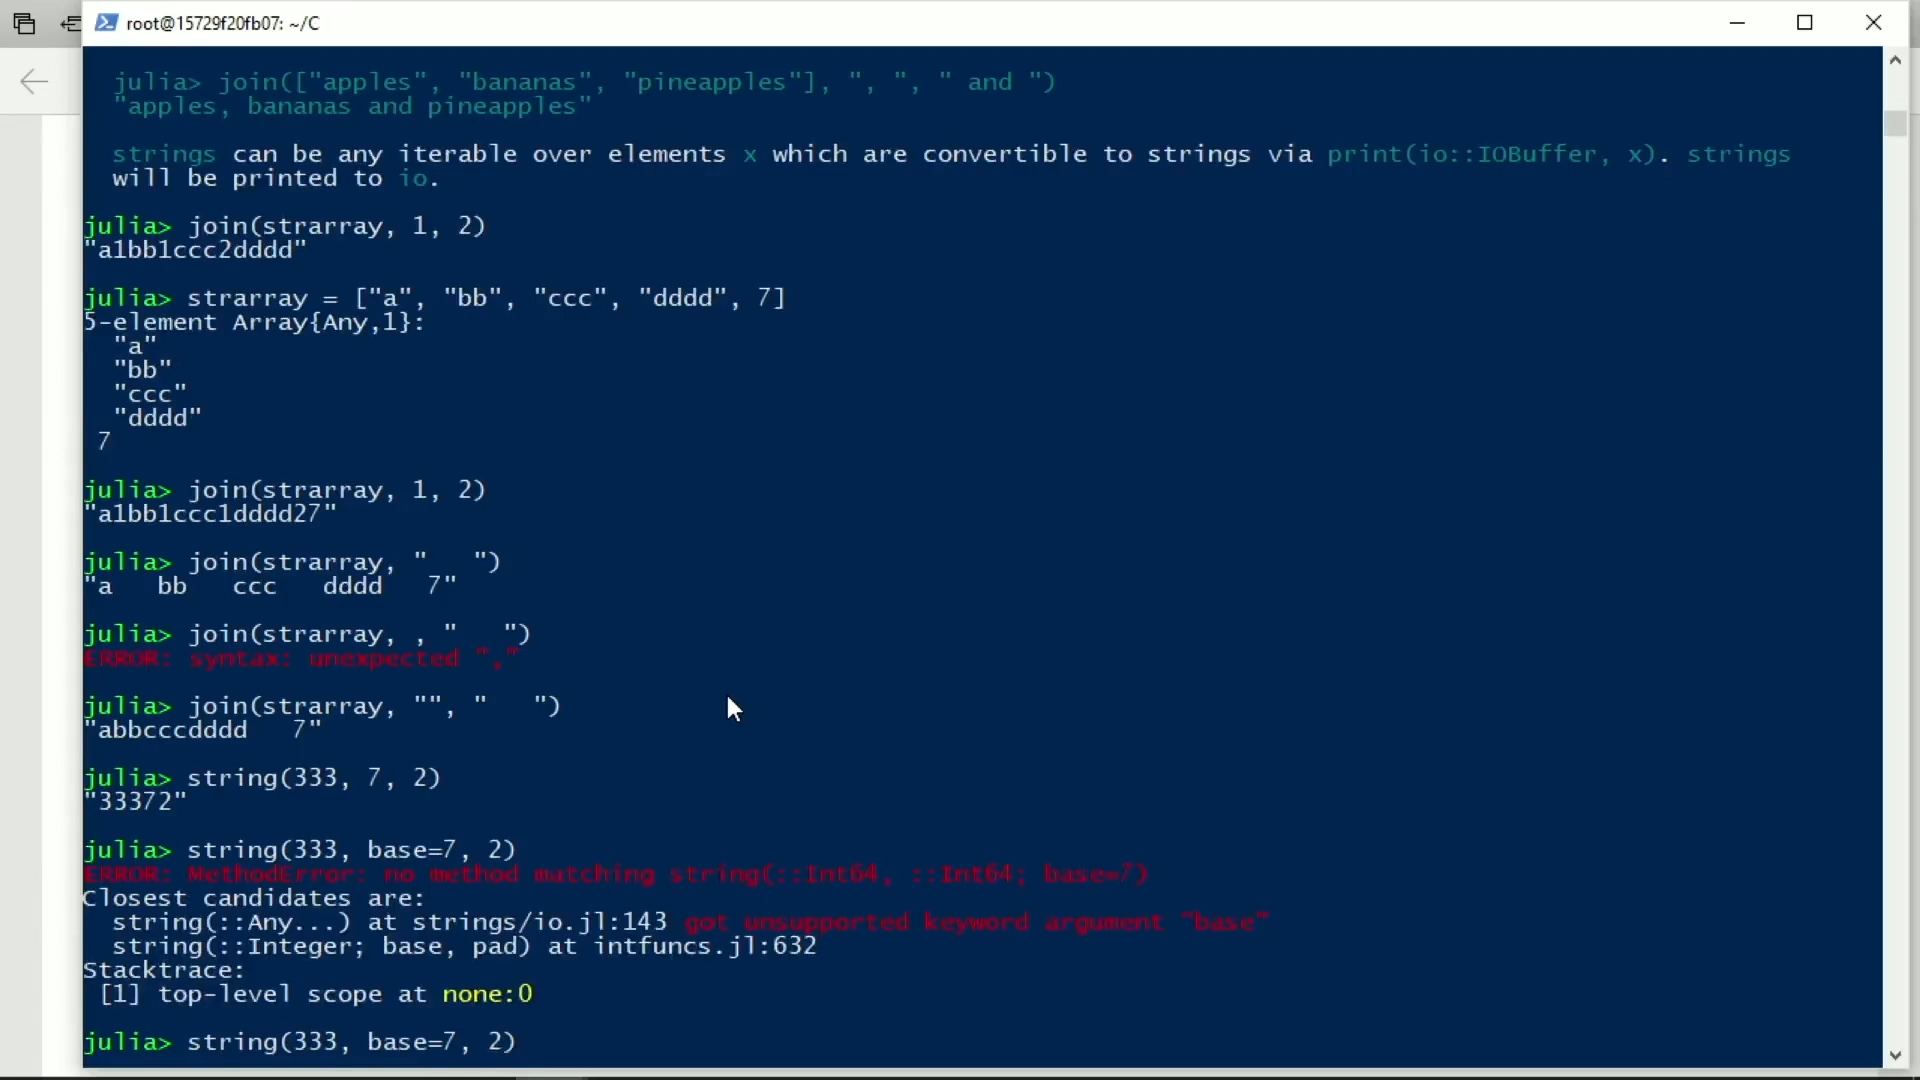 root@15729f20fb07: ~/C
julia> join(["apples", "bananas", "pineapples"], ", ", " and ")
"apples, bananas and pineapples"
strings can be any iterable over elements x which are convertible to strings via print(io::IOBuffer, x). strings
will be printed to io.
julia> join(strarray, 1, 2)
"a1bb1ccc2dddd"
julia> strarray = ["a", "bb", "ccc", "dddd", 7]
5-element Array{Any,1}:
"a"
"bb"
"ccc"
"dddd"
7
julia> join(strarray, 1, 2)
"a1bb1ccc1dddd27"
julia> join(strarray, "   ")
"a   bb   ccc   dddd   7"
julia> join(strarray, , "   ")
ERROR: syntax: unexpected ","
julia> join(strarray, "", "   ")
"abbcccdddd   7"
julia> string(333, 7, 2)
"33372"
julia> string(333, base=7, 2)
ERROR: MethodError: no method matching string(::Int64, ::Int64; base=7)
Closest candidates are:
string(::Any...) at strings/io.jl:143 got unsupported keyword argument "base"
string(::Integer; base, pad) at intfuncs.jl:632
Stacktrace:
[1] top-level scope at none:0
julia> string(333, base=7, 2)